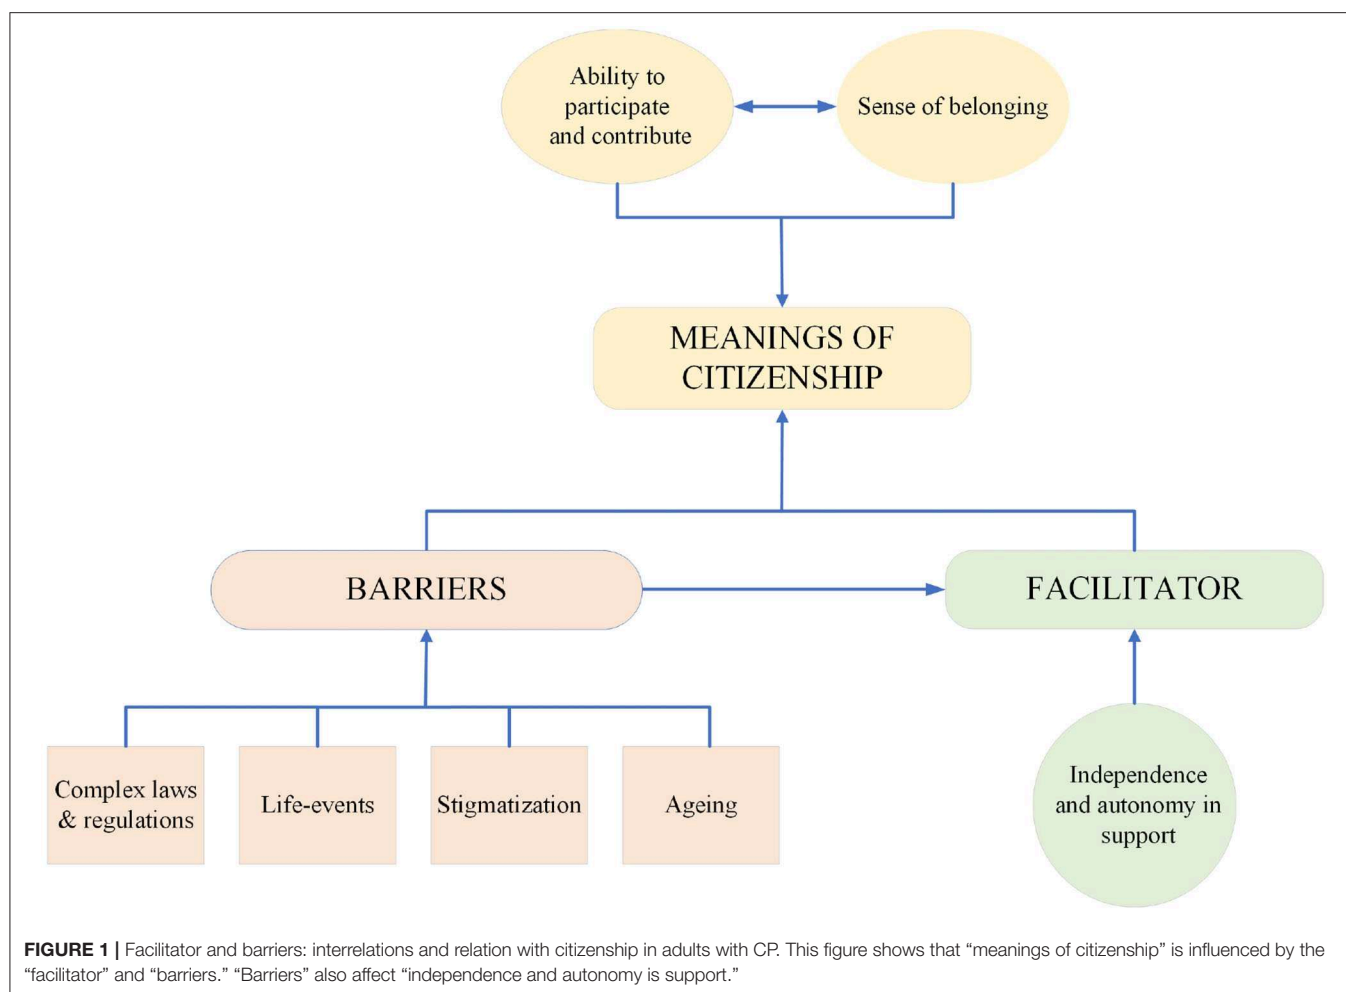 Ability to
participate
and contribute
Sense of belonging
MEANINGS OF
CITIZENSHIP
BARRIERS
FACILITATOR
Complex laws
& regulations
Life-events
Stigmatization
Ageing
Independence
and autonomy in
support
FIGURE 1 | Facilitator and barriers: interrelations and relation with citizenship in adults with CP. This figure shows that “meanings of citizenship” is influenced by the
“facilitator” and “barriers.” “Barriers” also affect “independence and autonomy is support.”